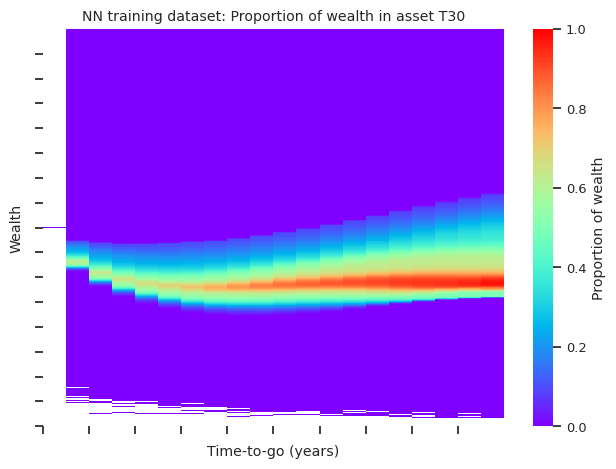 NN training dataset: Proportion of wealth in asset T30
Wealth
Time-to-go (years)
1.0
0.8
0.6
0.4
0.2
0.0
Proportion of wealth